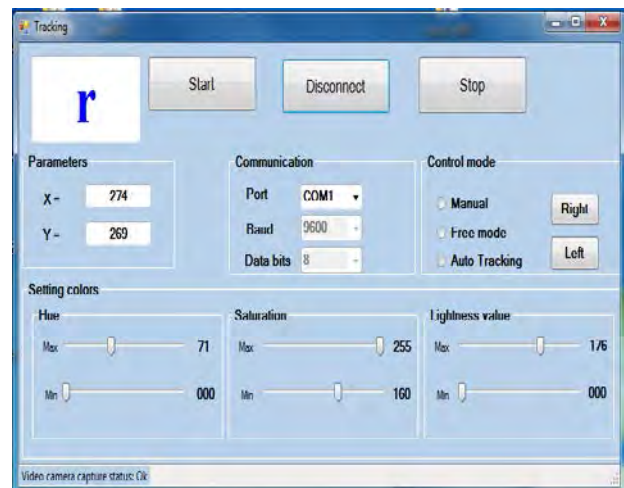 Tracking
r
Start
Disconnect
Stop
Parameters
X - 274
Y - 269
Communication
Port COM1
Baud 9600
Data bits 8
Control mode
Manual
Free mode
Auto Tracking
Right
Left
Setting colors
Hue
Max 71
Min 000
Saturation
Max 255
Min 160
Lightness value
Max 176
Min 000
Video camera capture status: Ok